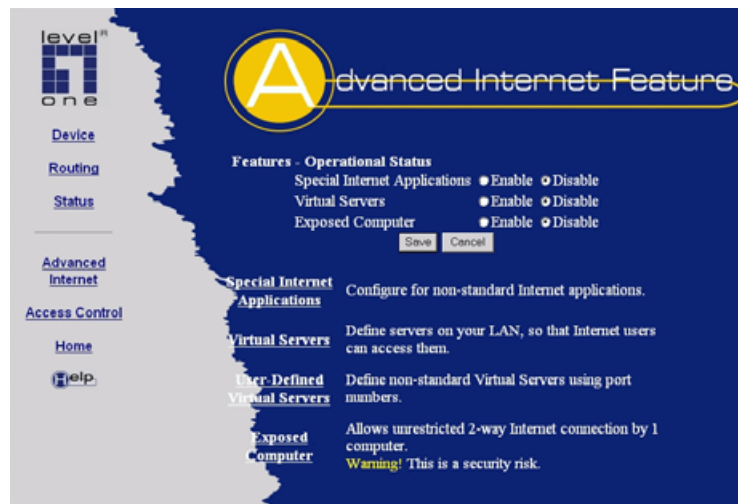 level®
one
Device
Routing
Status
Advanced
Internet
Access Control
Home
Help
Advanced Internet Feature
Features - Operational Status
Special Internet Applications Enable Disable
Virtual Servers Enable Disable
Exposed Computer Enable Disable
Save Cancel
Special Internet
Applications
Configure for non-standard Internet applications.
Virtual Servers
Define servers on your LAN, so that Internet users
can access them.
User-Defined
Virtual Servers
Define non-standard Virtual Servers using port
numbers.
Exposed
Computer
Allows unrestricted 2-way Internet connection by 1
computer.
Warning! This is a security risk.